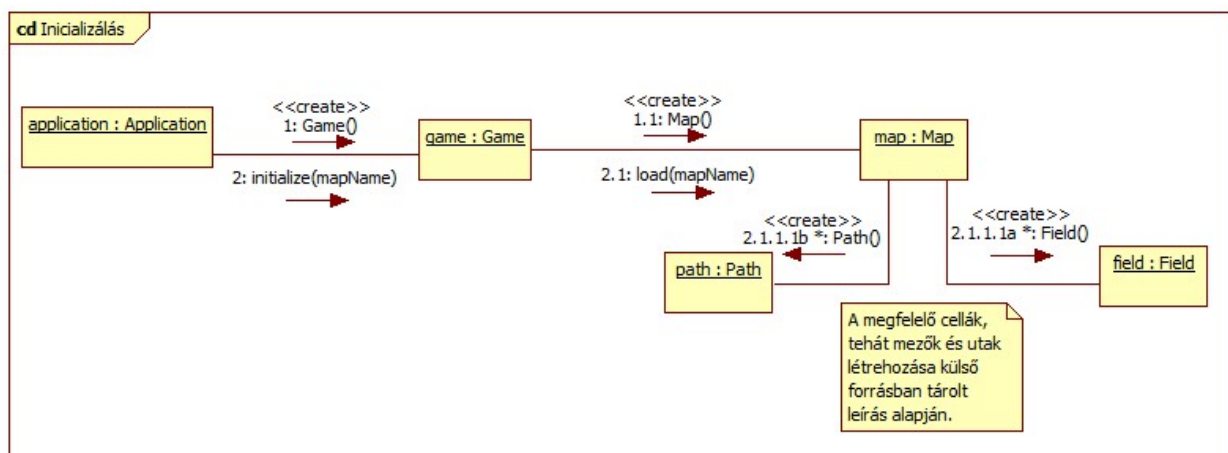 cd Inicializálás
<<create>>
1: Game()
<<create>>
1.1: Map()
application : Application
game : Game
map : Map
2: initialize(mapName)
2.1: load(mapName)
<<create>>
2.1.1.1b *: Path()
<<create>>
2.1.1.1a *: Field()
path : Path
field : Field
A megfelelő cellák,
tehát mezők és utak
létrehozása külső
forrásban tárolt
leírás alapján.